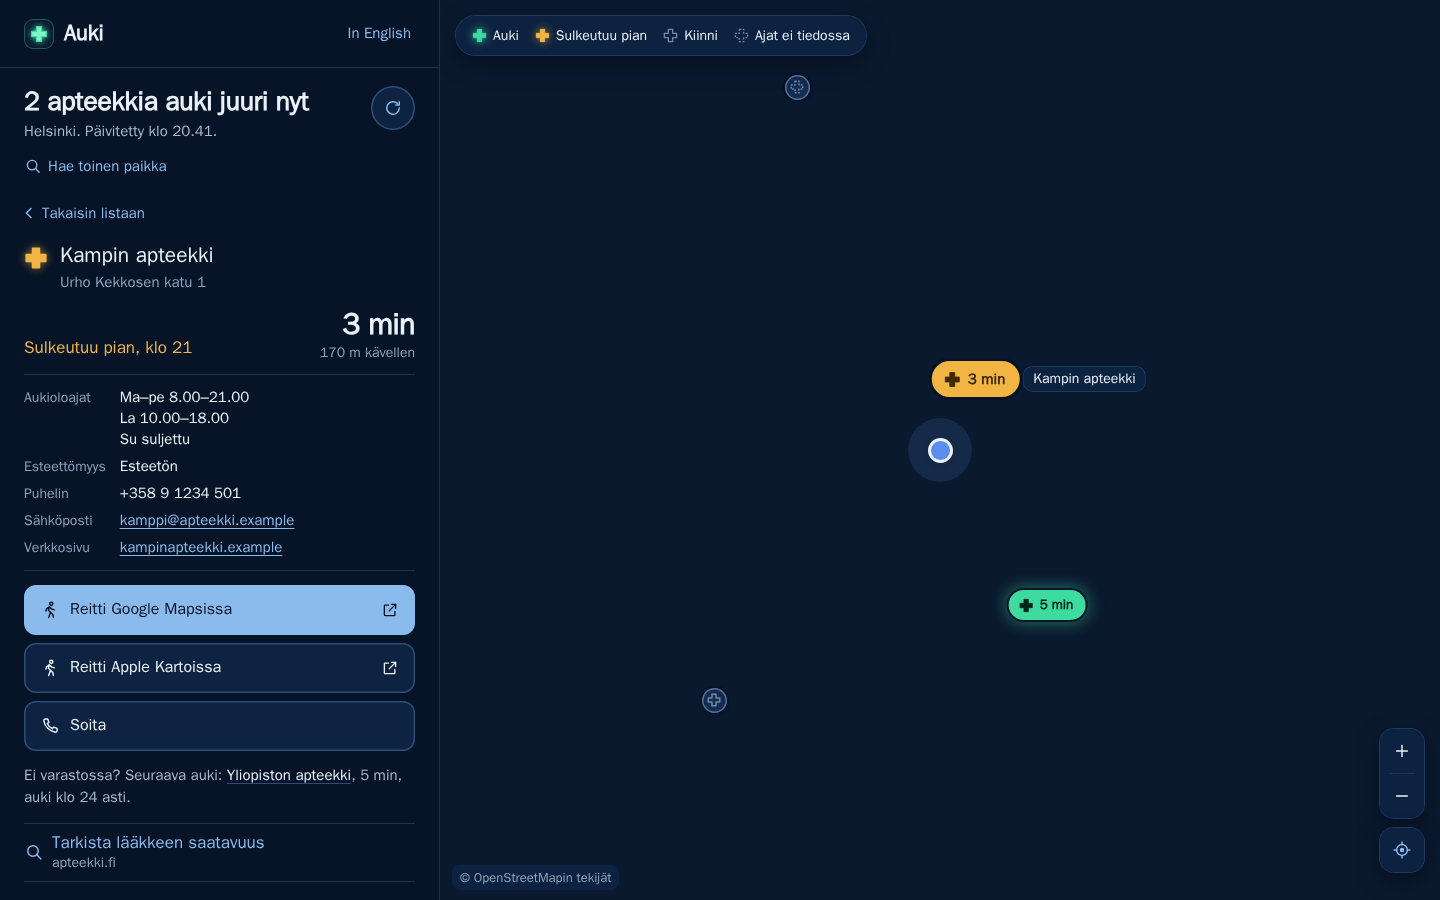 Auki
In English
2 apteekkia auki juuri nyt
Helsinki. Päivitetty klo 20.41.
Hae toinen paikka
Takaisin listaan
Kampin apteekki
Urho Kekkosen katu 1
3 min
Sulkeutuu pian, klo 21
170 m kävellen
Aukioloajat
Ma–pe 8.00–21.00
La 10.00–18.00
Su suljettu
Esteettömyys
Esteetön
Puhelin
+358 9 1234 501
Sähköposti
kamppi@apteekki.example
Verkkosivu
kampinapteekki.example
Reitti Google Mapsissa
Reitti Apple Kartoissa
Soita
Ei varastossa? Seuraava auki: Yliopiston apteekki, 5 min,
auki klo 24 asti.
Tarkista lääkkeen saatavuus
apteekki.fi
Auki
Sulkeutuu pian
Kiinni
Ajat ei tiedossa
3 min
Kampin apteekki
5 min
© OpenStreetMapin tekijät